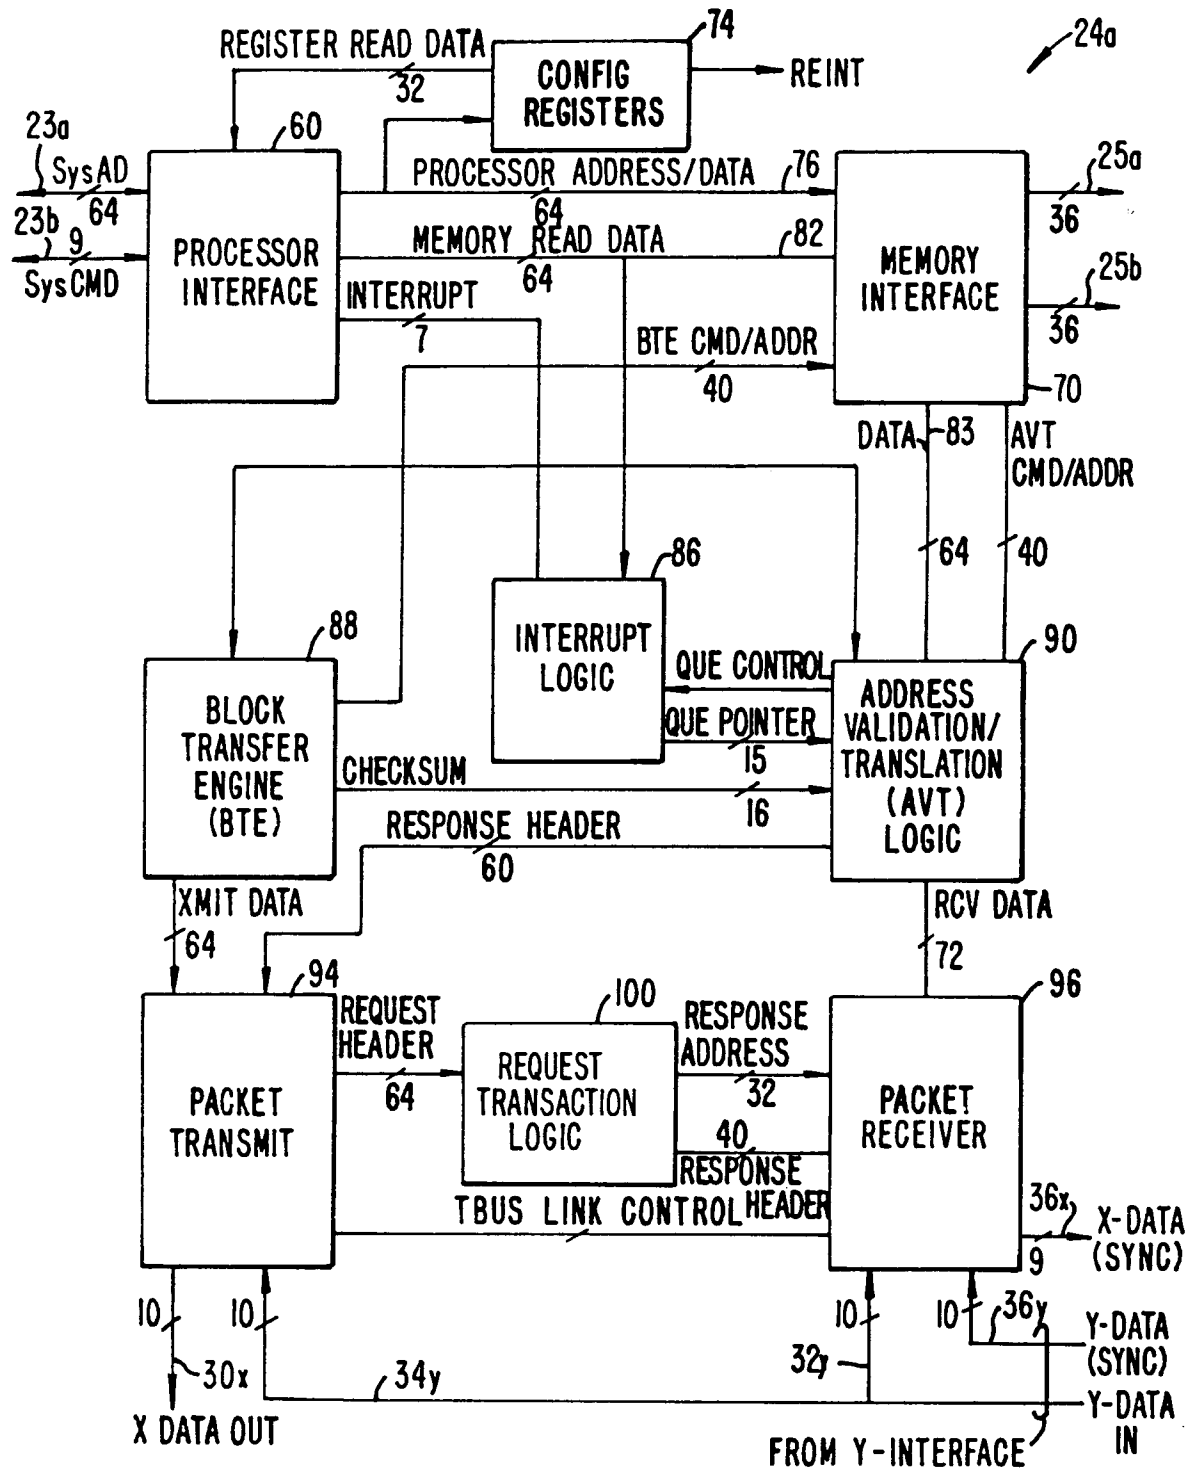 74
24a
REGISTER READ DATA
32
CONFIG
REGISTERS
REINT
23a
60
SysAD
64
23b
9
SysCMD
PROCESSOR
INTERFACE
PROCESSOR ADDRESS/DATA
76
64
MEMORY READ DATA
82
64
INTERRUPT
7
BTE CMD/ADDR
40
MEMORY
INTERFACE
25a
36
25b
36
70
DATA
83
AVT
CMD/ADDR
64
40
86
INTERRUPT
LOGIC
88
BLOCK
TRANSFER
ENGINE
(BTE)
90
QUE CONTROL
QUE POINTER
15
ADDRESS
VALIDATION/
TRANSLATION
(AVT)
LOGIC
CHECKSUM
16
RESPONSE HEADER
60
XMIT DATA
64
RCV DATA
72
94
PACKET
TRANSMIT
REQUEST
HEADER
64
100
REQUEST
TRANSACTION
LOGIC
RESPONSE
ADDRESS
32
40
RESPONSE
HEADER
TBUS LINK CONTROL
96
PACKET
RECEIVER
36x
9
X-DATA
(SYNC)
10
10
10
10
36y
Y-DATA
(SYNC)
30x
34y
32y
Y-DATA
IN
X DATA OUT
FROM Y-INTERFACE